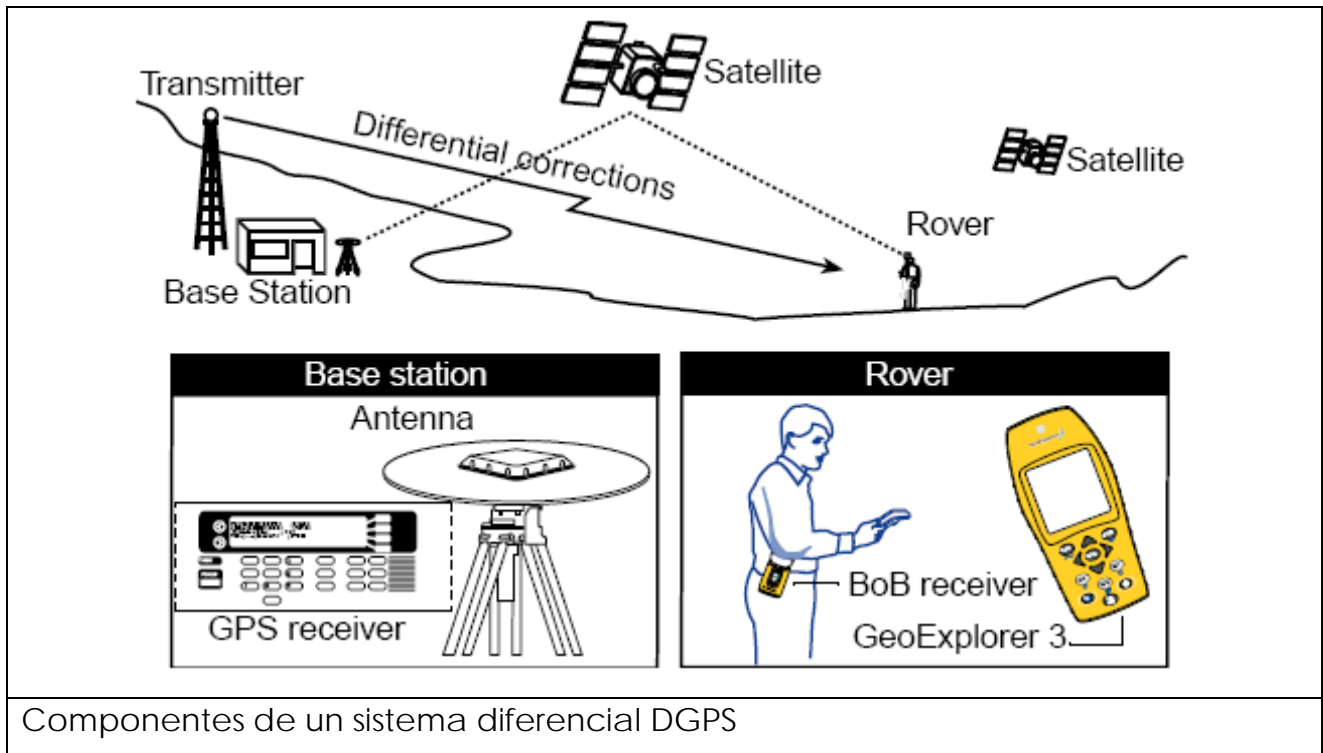 Satellite
Transmitter
Differential corrections
Satellite
Rover
Base Station
Base station
Antenna
GPS receiver
Rover
BoB receiver
GeoExplorer 3
Componentes de un sistema diferencial DGPS